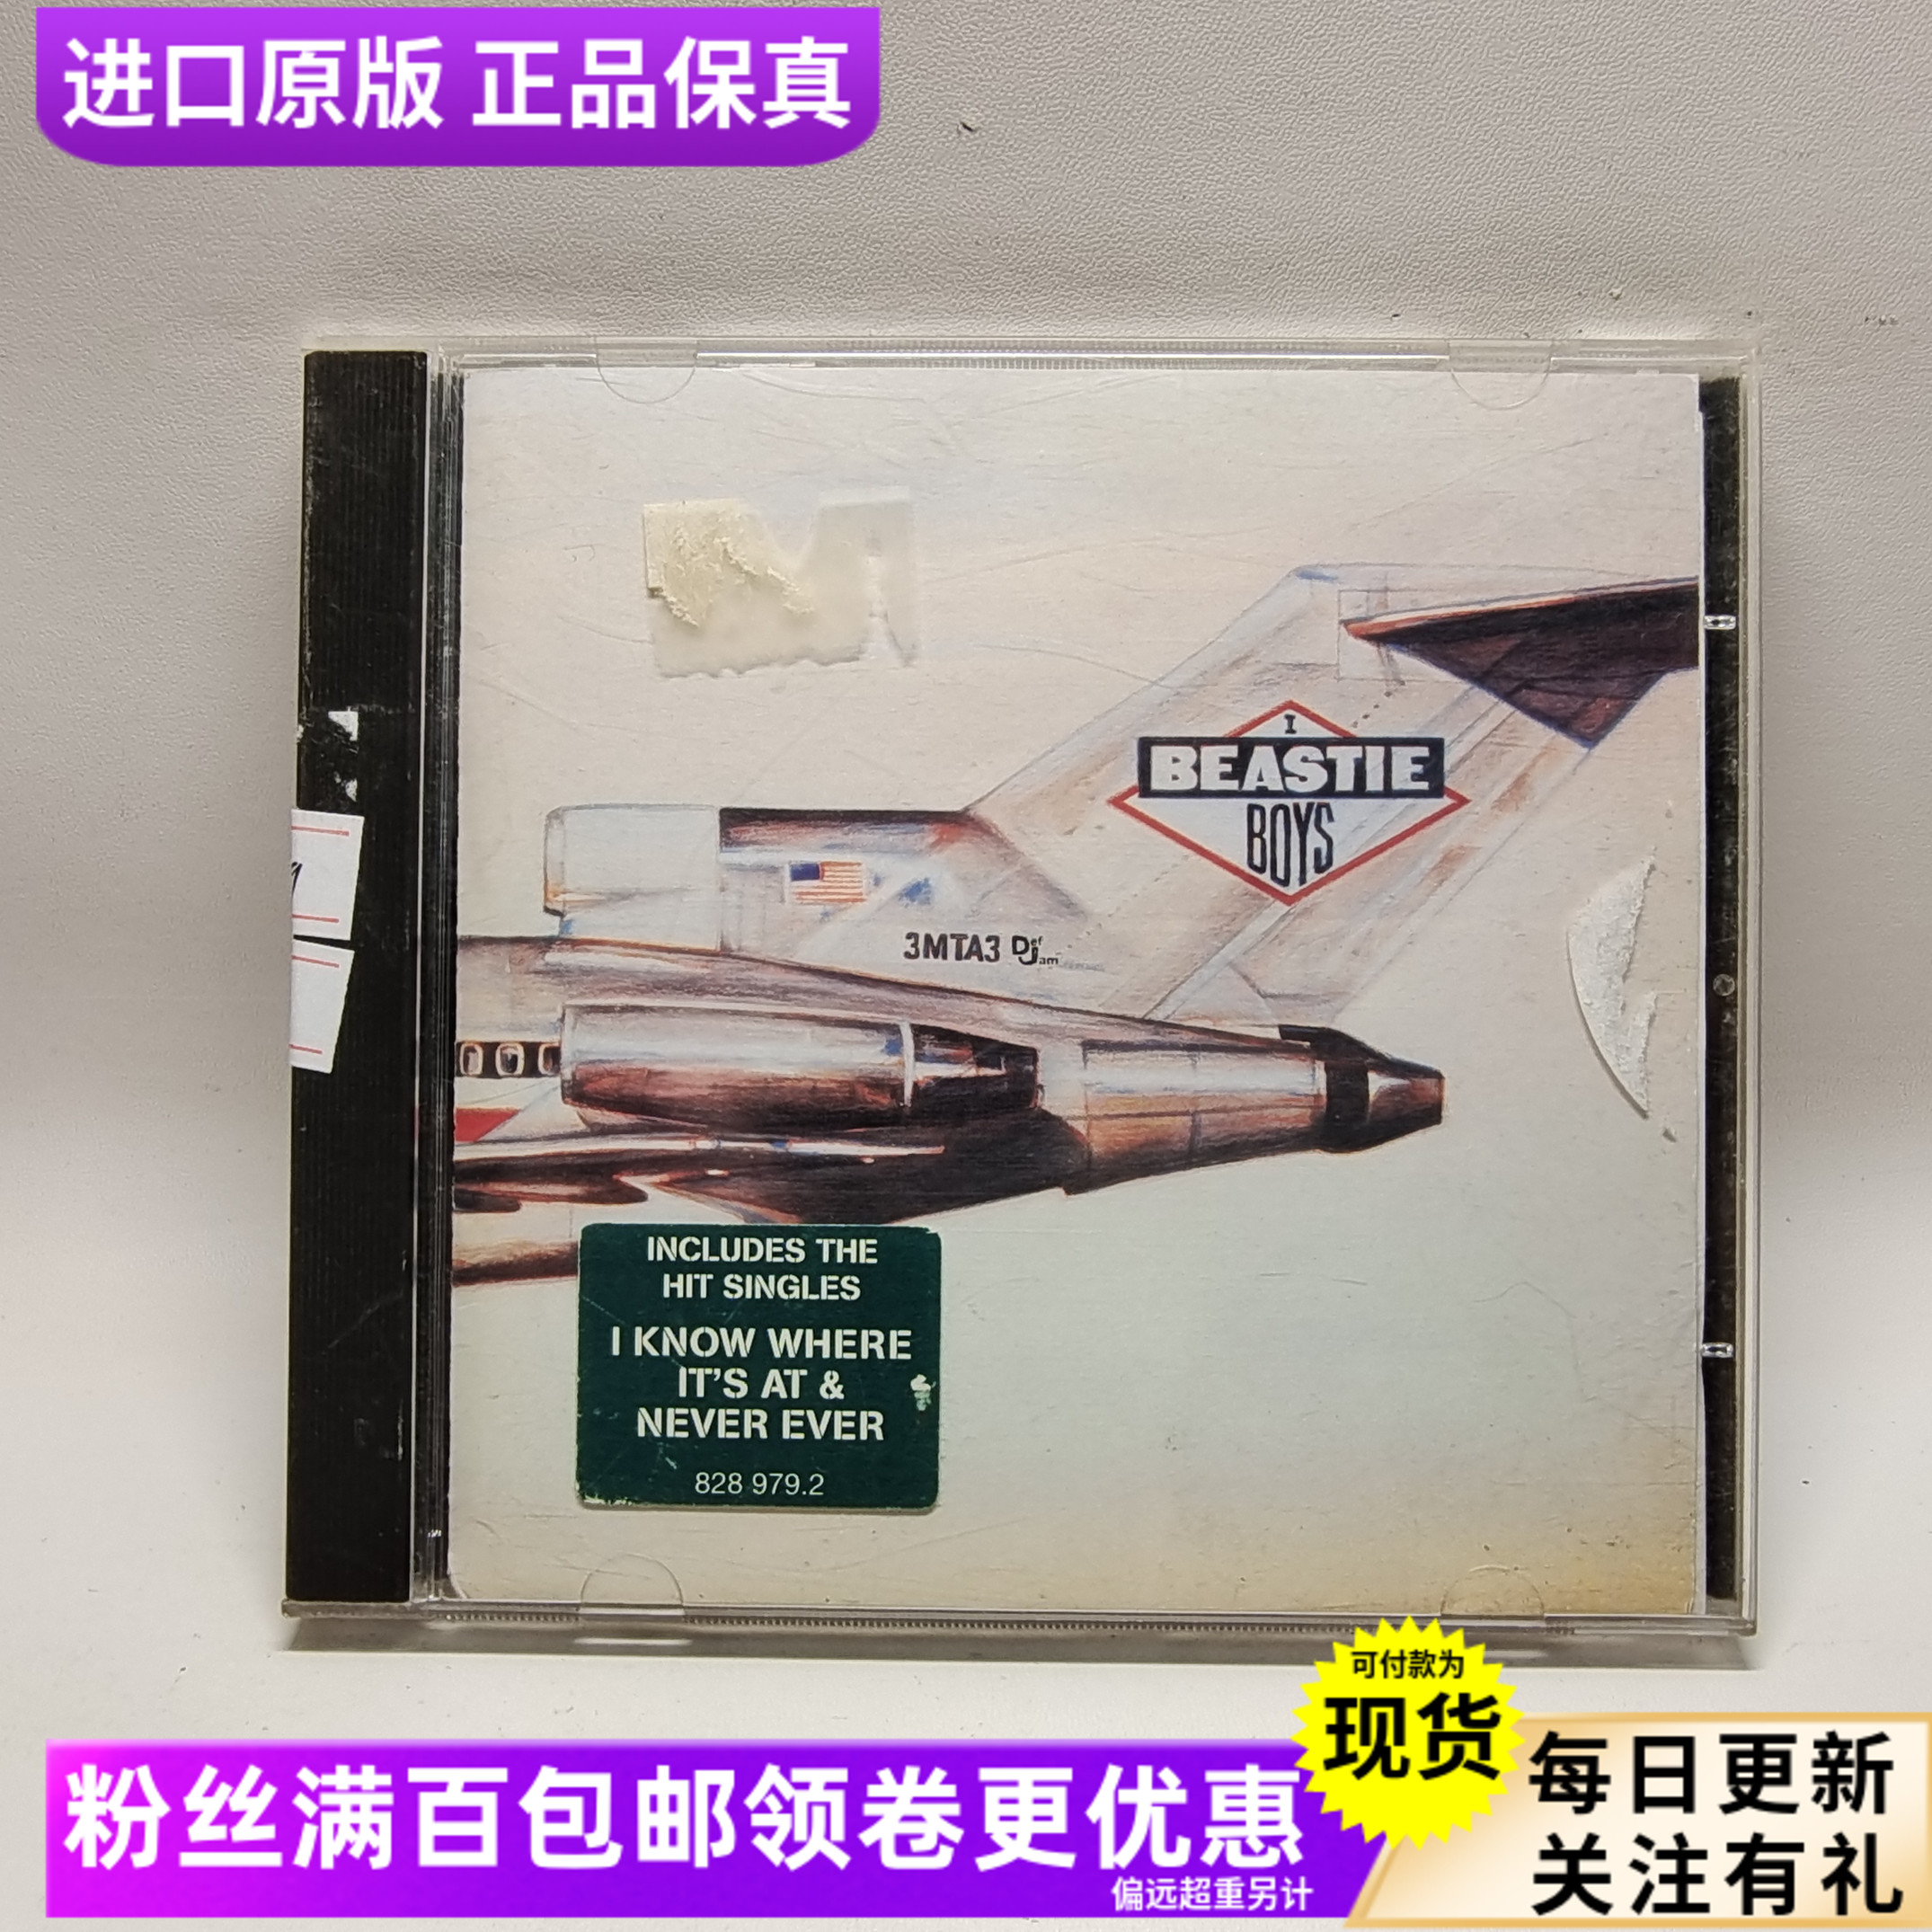 进口原版 正品保真
I
BEASTIE
BOYS
3MTA3 Def Jam
INCLUDES THE
HIT SINGLES
I KNOW WHERE
IT'S AT &
NEVER EVER
828 979.2
可付款为
现货
粉丝满百包邮领卷更优惠
偏远超重另计
每日更新
关注有礼